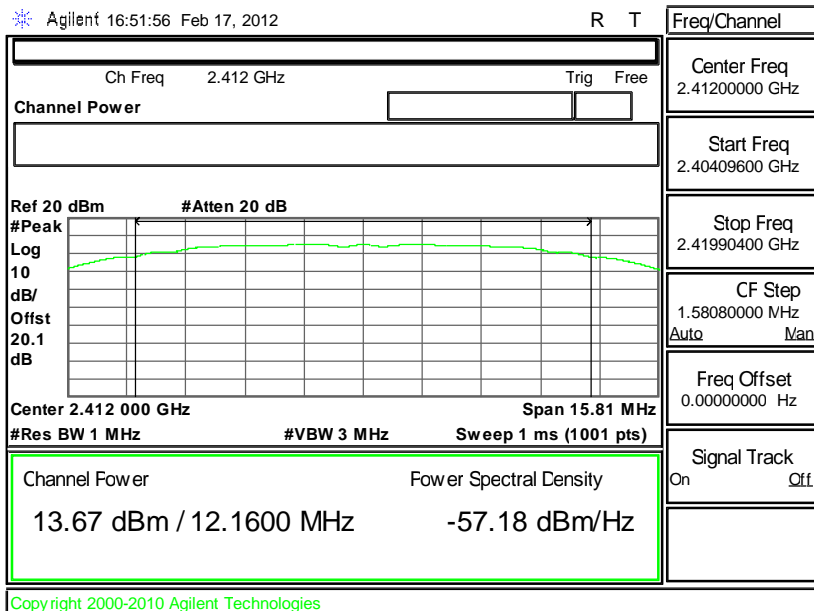 Agilent 16:51:56 Feb 17, 2012 R T
Ch Freq 2.412 GHz Trig Free
Channel Power
Ref 20 dBm #Atten 20 dB
#Peak
Log
10
dB/
Offst
20.1
dB
Center 2.412 000 GHz Span 15.81 MHz
#Res BW 1 MHz #VBW 3 MHz Sweep 1 ms (1001 pts)
Channel Power Power Spectral Density
13.67 dBm / 12.1600 MHz -57.18 dBm/Hz
Copyright 2000-2010 Agilent Technologies
Freq/Channel
Center Freq
2.41200000 GHz
Start Freq
2.40409600 GHz
Stop Freq
2.41990400 GHz
CF Step
1.58080000 MHz
Auto Man
Freq Offset
0.00000000 Hz
Signal Track
On Off